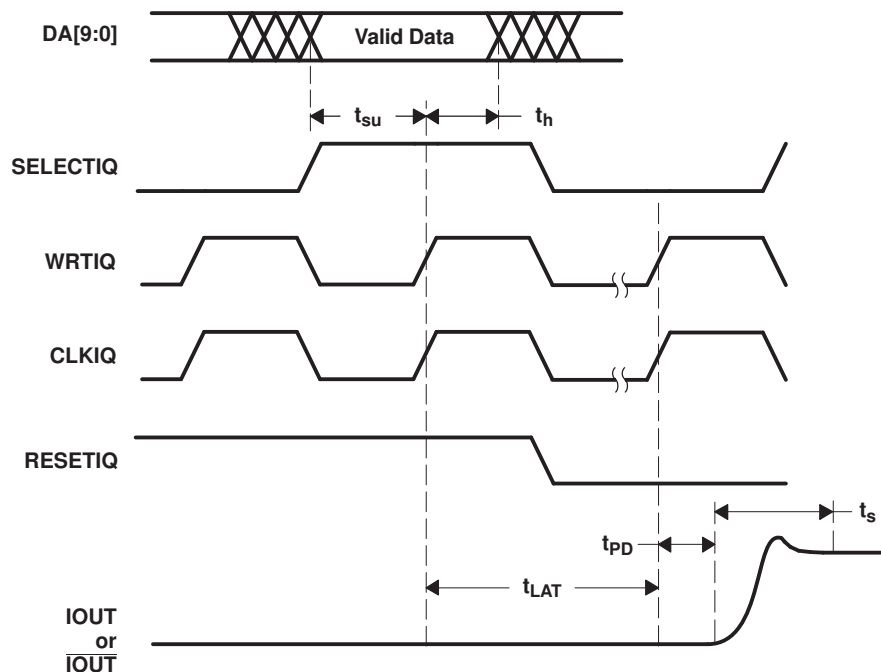 DA[9:0]
Valid Data
tsu
th
SELECTIQ
WRTIQ
CLKIQ
RESETIQ
ts
tPD
tLAT
IOUT
or
IOUT